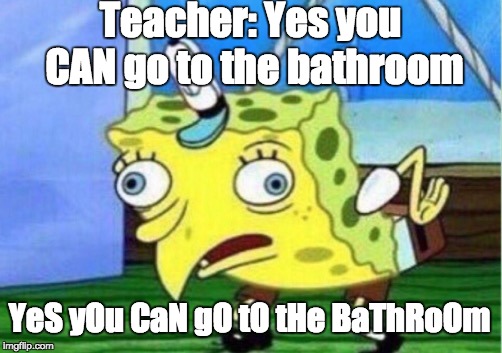 Teacher: Yes you
CAN go to the bathroom
YeS yOu CaN gO tO tHe BaThRoOm
imgflip.com